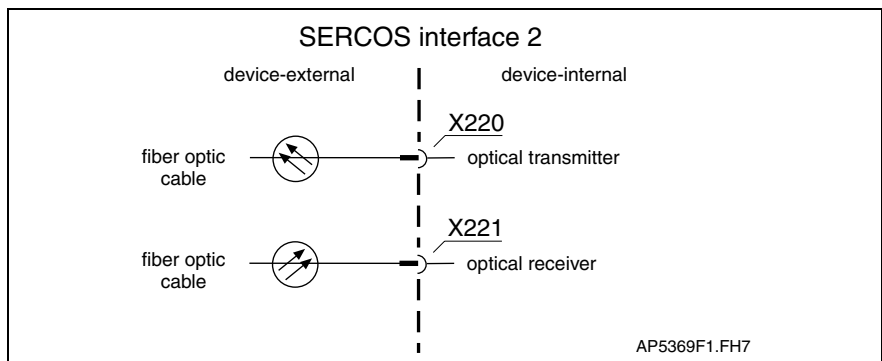 SERCOS interface 2
device-external
device-internal
X220
fiber optic
cable
optical transmitter
X221
fiber optic
cable
optical receiver
AP5369F1.FH7